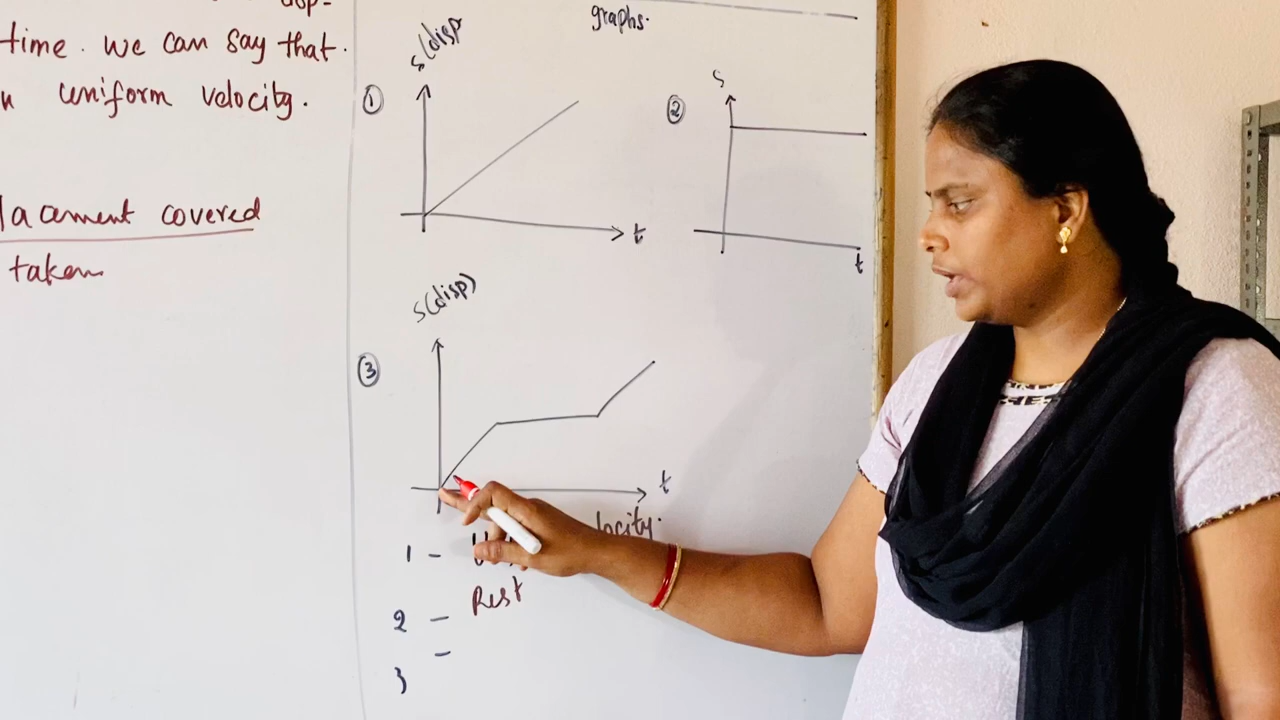 disp-
time. we can say that.
uniform velocity.
lacement covered
taken
graphs.
s(disp
①
t
②
s
t
s(disp)
③
t
1 -
locity.
2 - Rest
3 -